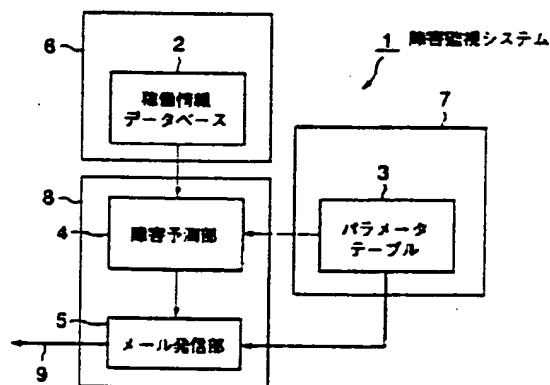 1 障害監視システム
6
2
稼働情報
データベース
7
3
パラメータ
テーブル
8
4
障害予測部
5
メール発信部
9